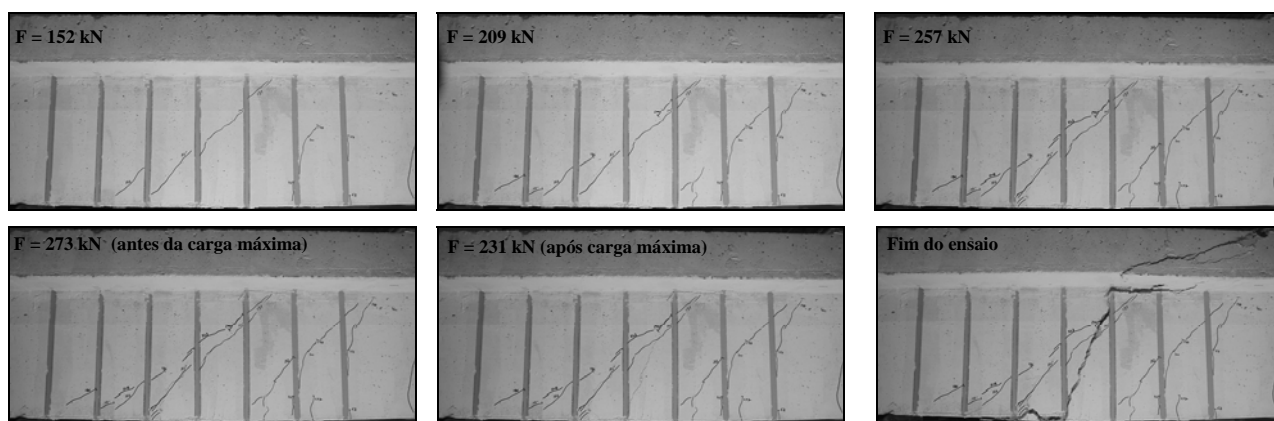 F = 152 kN
F = 209 kN
F = 257 kN
F = 273 kN (antes da carga máxima)
F = 231 kN (após carga máxima)
Fim do ensaio